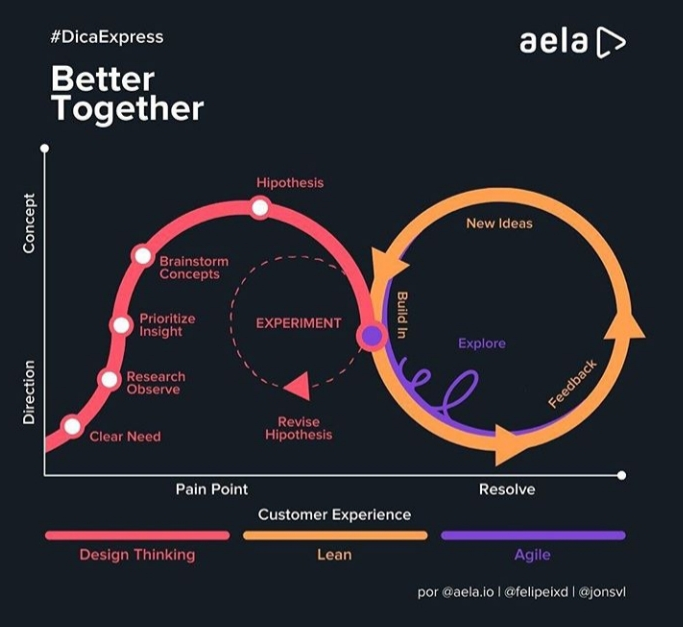 #DicaExpress
aela
Better
Together
Concept
Direction
Hipothesis
Brainstorm
Concepts
Prioritize
Insight
Research
Observe
Clear Need
EXPERIMENT
Revise
Hipothesis
New Ideas
Build In
Explore
Feedback
Pain Point
Resolve
Customer Experience
Design Thinking
Lean
Agile
por @aela.io | @felipeixd | @jonsvl